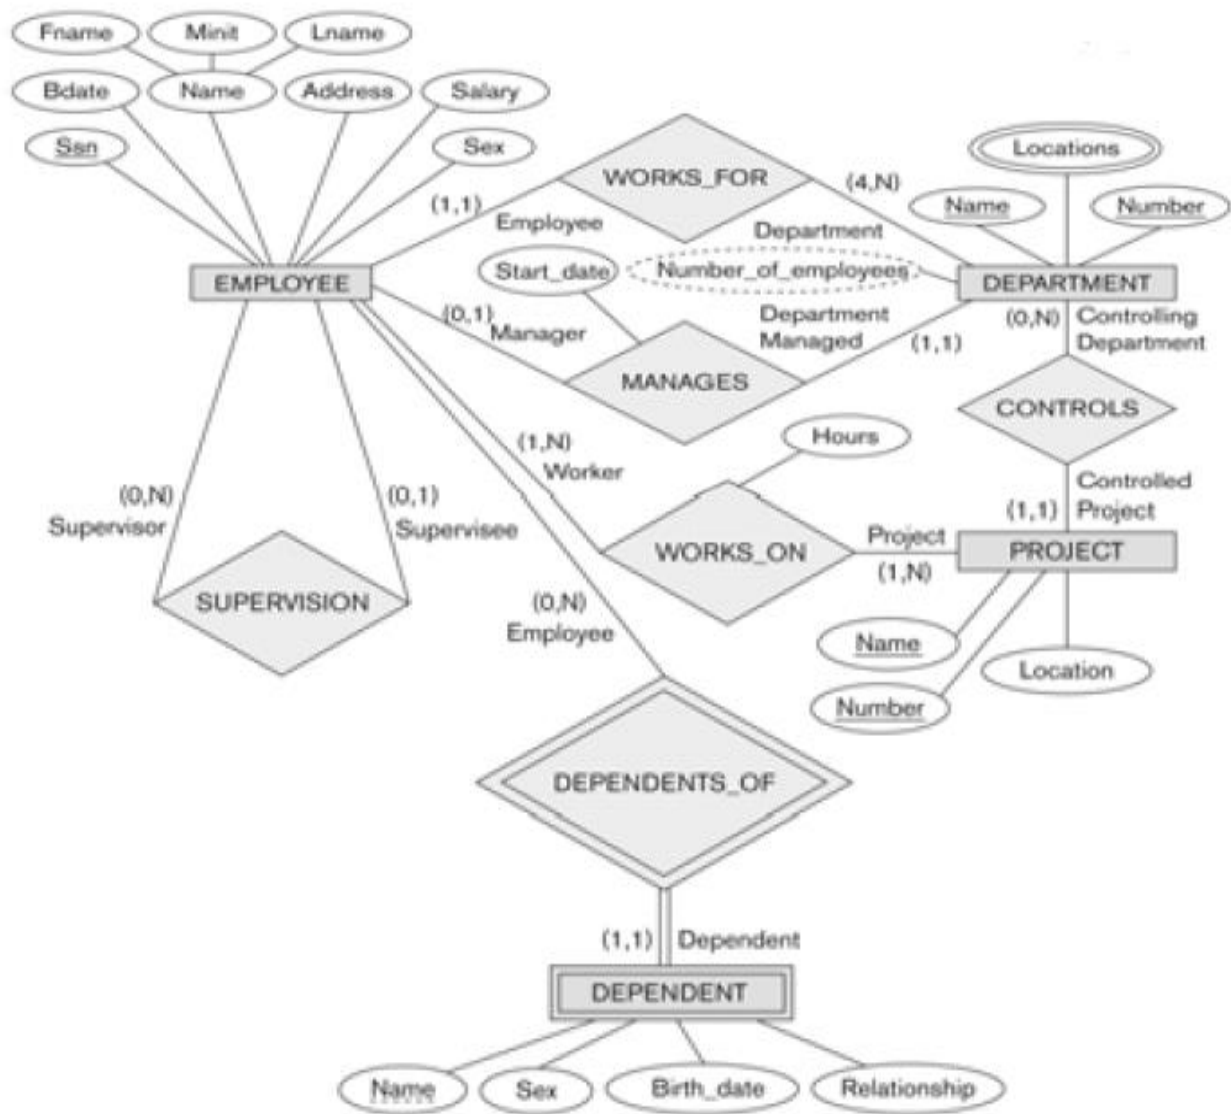 Fname
Minit
Lname
Bdate
Name
Address
Salary
Ssn
Sex
WORKS_FOR
Locations
(1,1)
(4,N)
Name
Number
Employee
Department
Start_date
Number_of_employees
EMPLOYEE
DEPARTMENT
(0,1)
Manager
Department
Managed
(1,1)
(0,N)
Controlling
Department
MANAGES
CONTROLS
Hours
(1,N)
Worker
(0,N)
Supervisor
(0,1)
Supervisee
Controlled
Project
(1,1)
WORKS_ON
Project
(1,N)
PROJECT
SUPERVISION
(0,N)
Employee
Name
Location
Number
DEPENDENTS_OF
(1,1)
Dependent
DEPENDENT
Name
Sex
Birth_date
Relationship